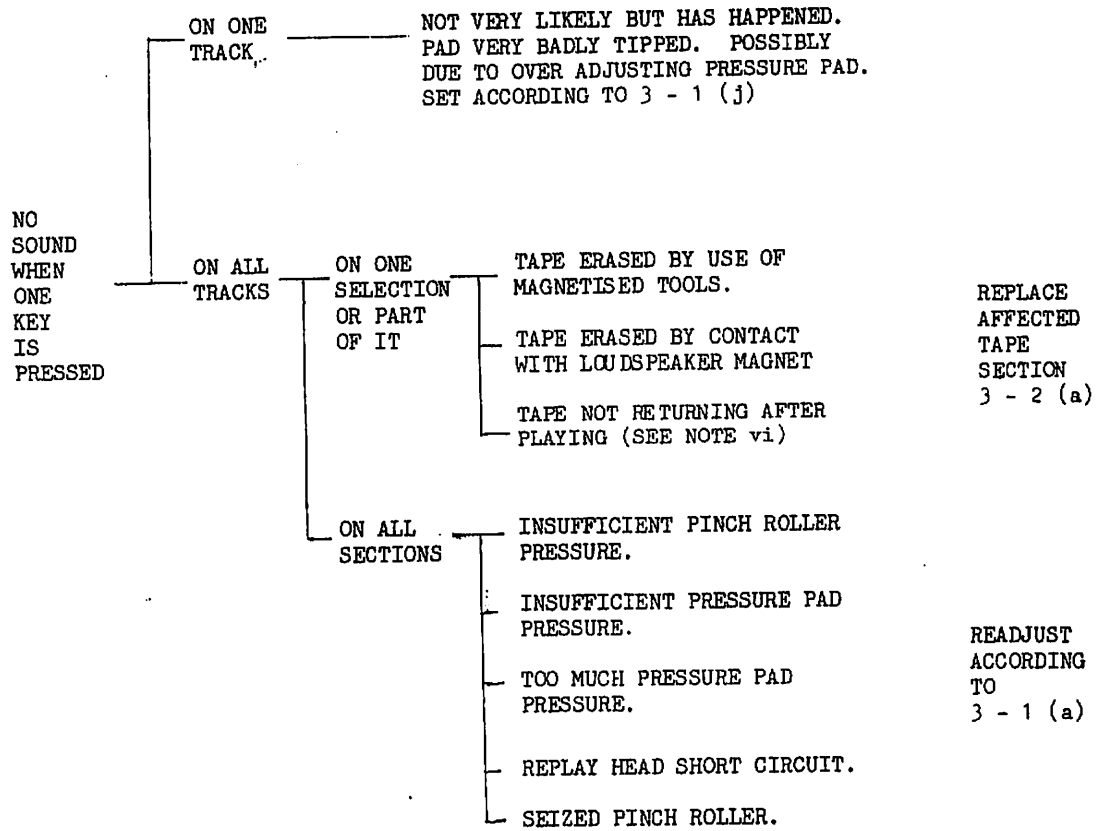 ON ONE
TRACK
NOT VERY LIKELY BUT HAS HAPPENED.
PAD VERY BADLY TIPPED. POSSIBLY
DUE TO OVER ADJUSTING PRESSURE PAD.
SET ACCORDING TO 3 - 1 (j)
NO
SOUND
WHEN
ONE
KEY
IS
PRESSED
ON ALL
TRACKS
ON ONE
SELECTION
OR PART
OF IT
TAPE ERASED BY USE OF
MAGNETISED TOOLS.
TAPE ERASED BY CONTACT
WITH LOUDSPEAKER MAGNET
TAPE NOT RETURNING AFTER
PLAYING (SEE NOTE vi)
REPLACE
AFFECTED
TAPE
SECTION
3 - 2 (a)
ON ALL
SECTIONS
INSUFFICIENT PINCH ROLLER
PRESSURE.
INSUFFICIENT PRESSURE PAD
PRESSURE.
TOO MUCH PRESSURE PAD
PRESSURE.
REPLAY HEAD SHORT CIRCUIT.
SEIZED PINCH ROLLER.
READJUST
ACCORDING
TO
3 - 1 (a)